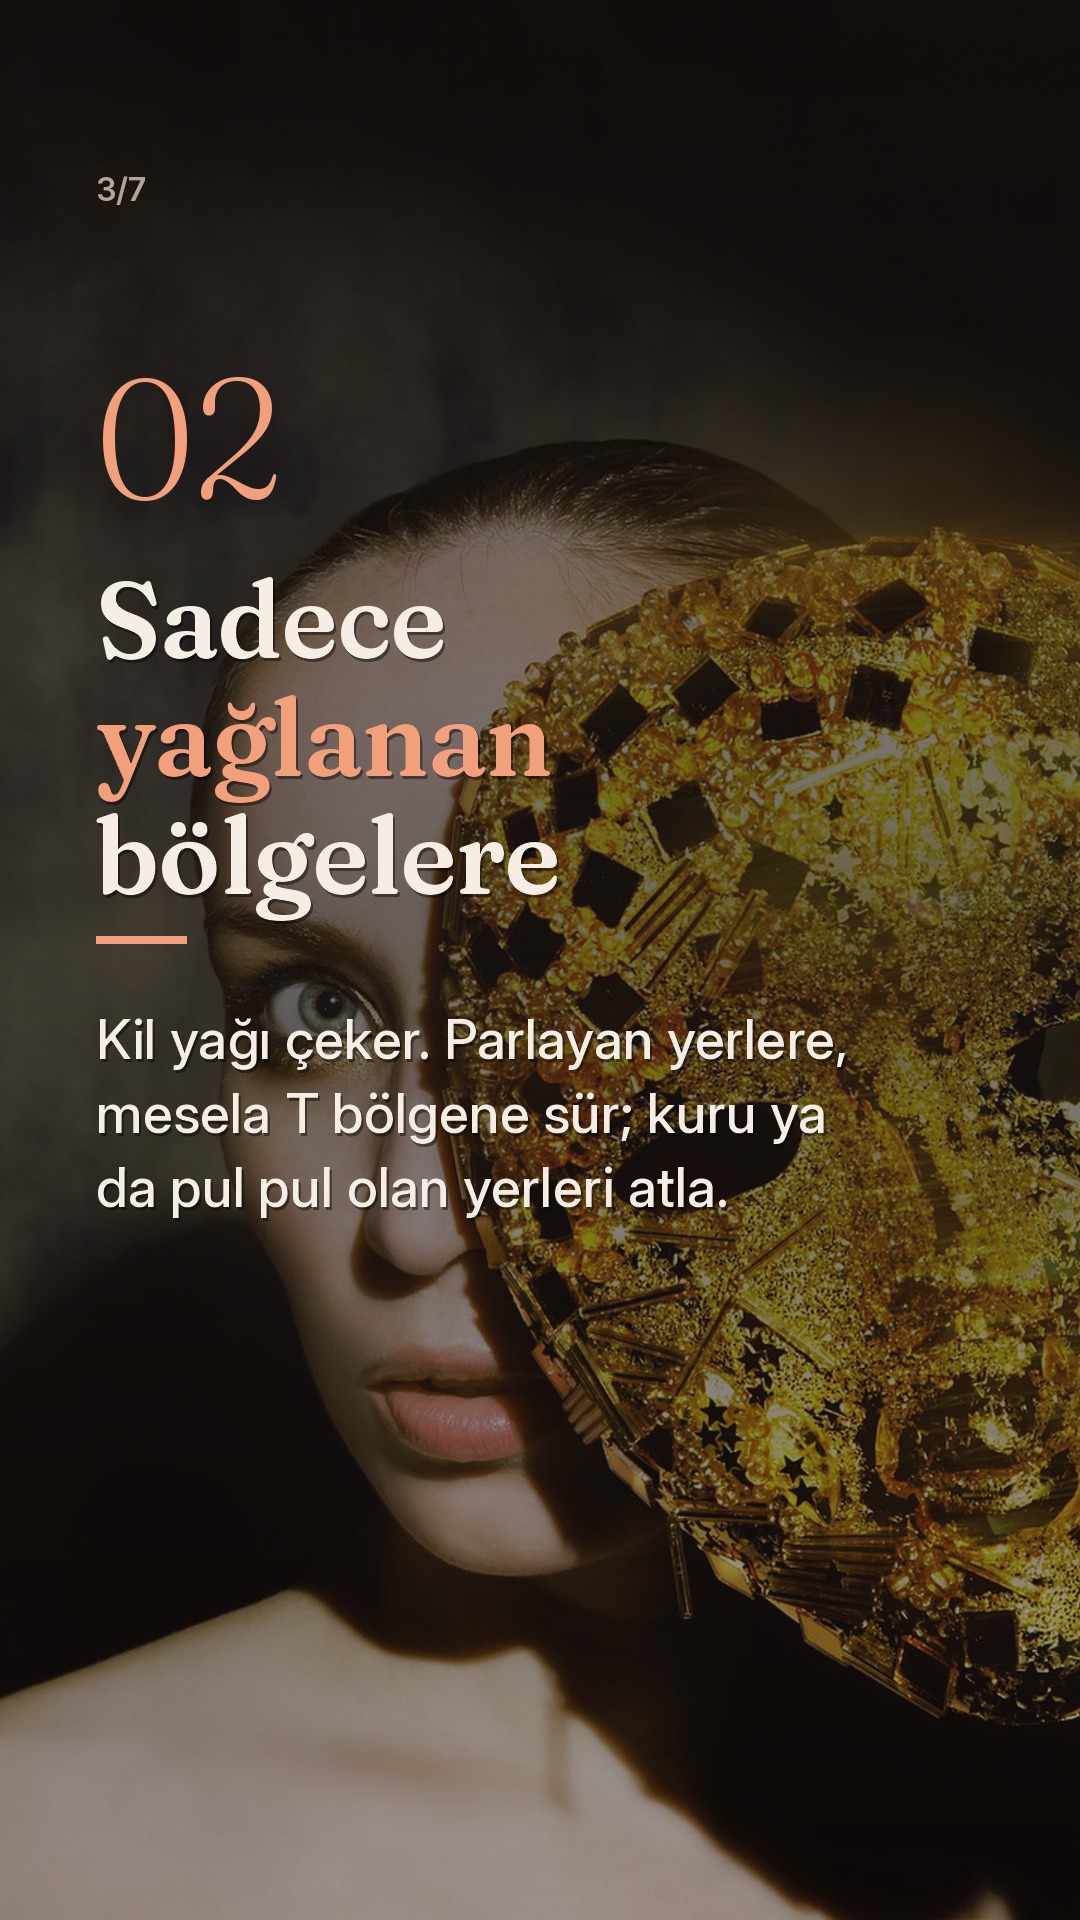 3/7
02
Sadece
yağlanan
bölgelere
Kil yağı çeker. Parlayan yerlere,
mesela T bölgene sür; kuru ya
da pul pul olan yerleri atla.